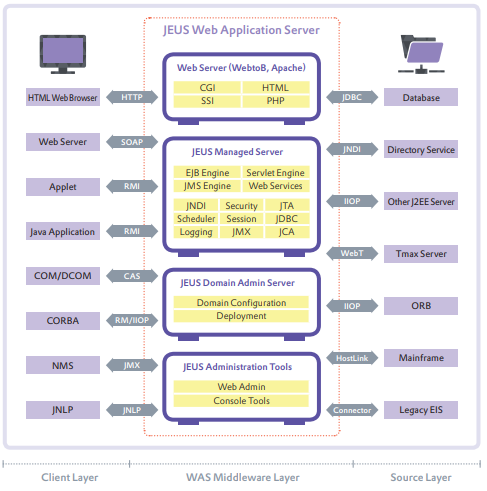 JEUS Web Application Server
Web Server (WebtoB, Apache)
CGI HTML
SSI PHP
HTML Web Browser HTTP JDBC Database
JEUS Managed Server
Web Server SOAP JNDI Directory Service
EJB Engine Servlet Engine
JMS Engine Web Services
Applet RMI IIOP Other J2EE Server
JNDI Security JTA
Scheduler Session JDBC
Logging JMX JCA
Java Application RMI WebT Tmax Server
COM/DCOM CAS
JEUS Domain Admin Server
Domain Configuration
Deployment
CORBA RM/IIOP IIOP ORB
NMS JMX HostLink Mainframe
JEUS Administration Tools
Web Admin
Console Tools
JNLP JNLP Connector Legacy EIS
Client Layer WAS Middleware Layer Source Layer